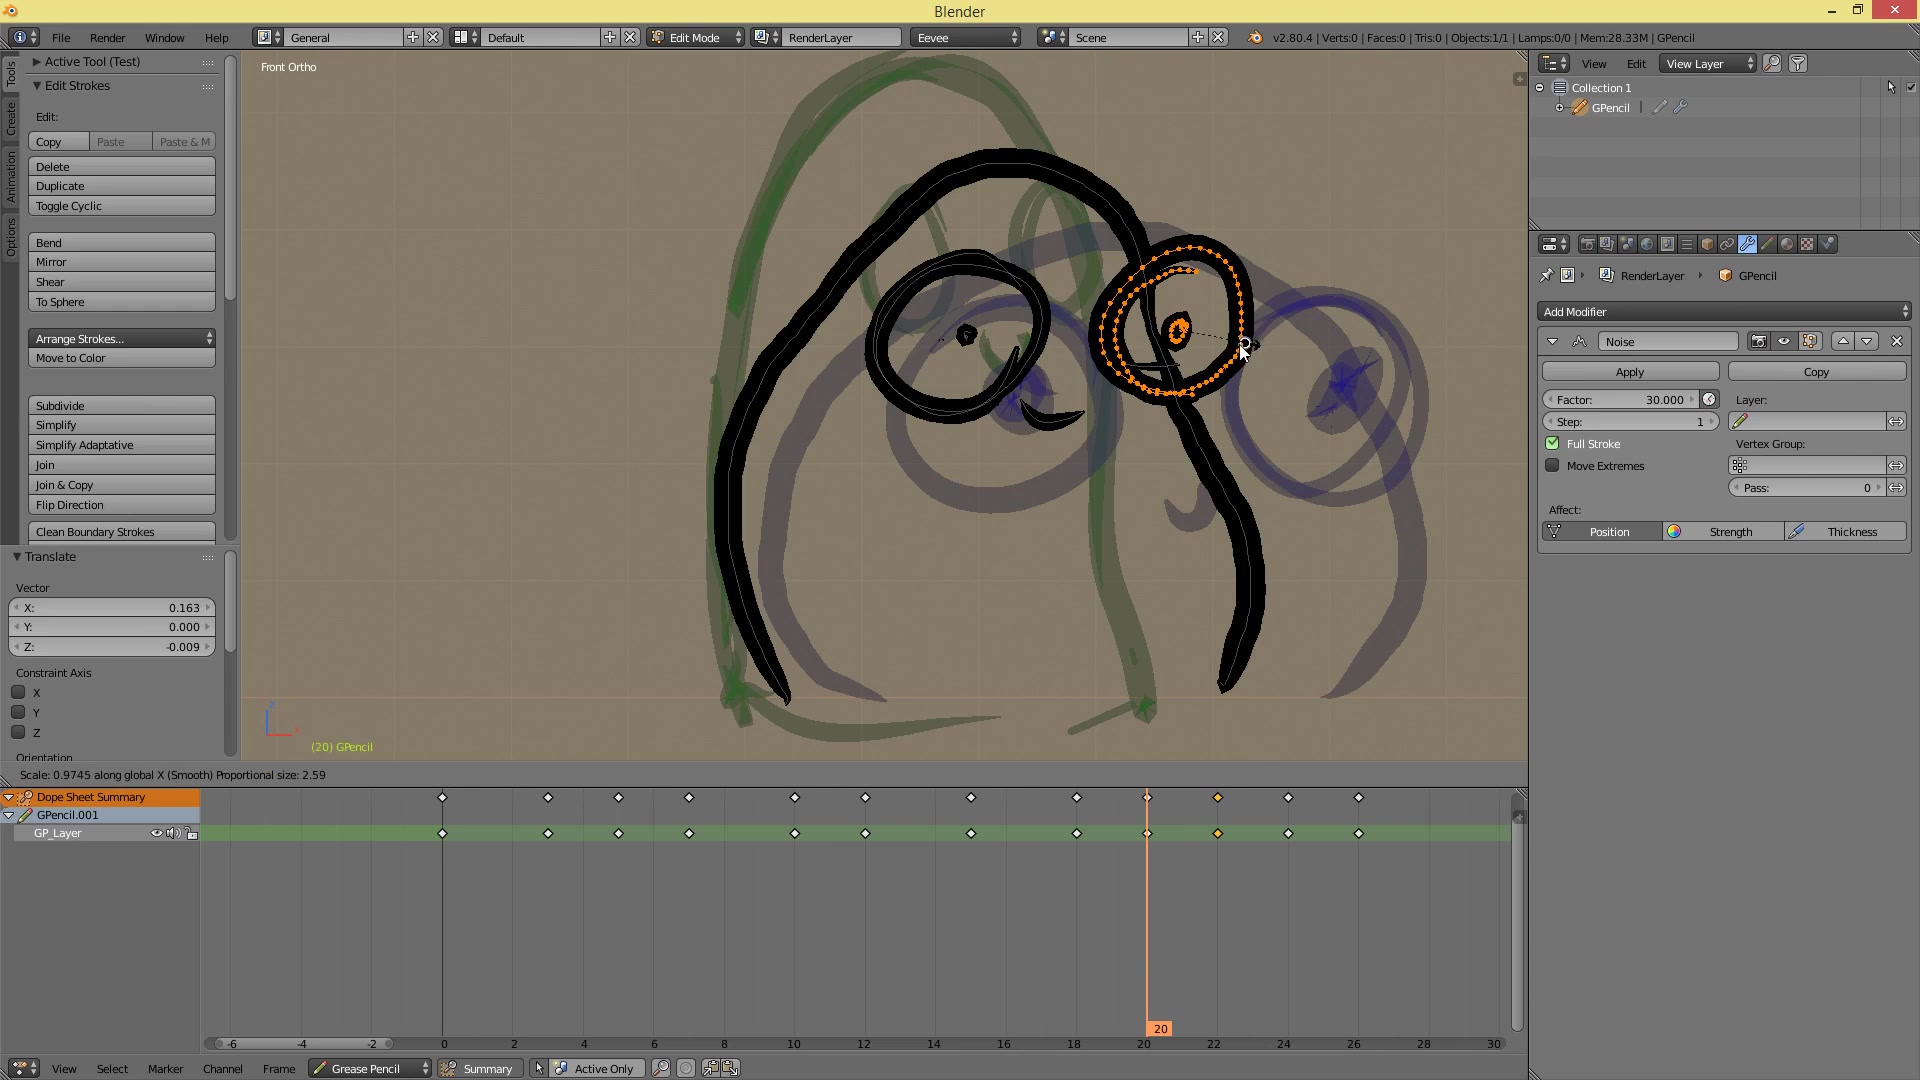 Blender
File Render Window Help General Default Edit Mode RenderLayer Eevee Scene v2.80.4 | Verts:0 | Faces:0 | Tris:0 | Objects:1/1 | Lamps:0/0 | Mem:28.33M | GPencil
Tools
Create
Animation
Options
Active Tool (Test)
Edit Strokes
Edit:
Copy Paste Paste & M
Delete
Duplicate
Toggle Cyclic
Bend
Mirror
Shear
To Sphere
Arrange Strokes...
Move to Color
Subdivide
Simplify
Simplify Adaptative
Join
Join & Copy
Flip Direction
Clean Boundary Strokes
Translate
Vector
X: 0.163
Y: 0.000
Z: -0.009
Constraint Axis
X
Y
Z
Orientation
Front Ortho
z
x
(20) GPencil
Scale: 0.9745 along global X (Smooth) Proportional size: 2.59
Dope Sheet Summary
GPencil.001
GP_Layer
-6 -4 -2 0 2 4 6 8 10 12 14 16 18 20 22 24 26 28 30
20
View Select Marker Channel Frame Grease Pencil Summary Active Only
View Edit View Layer
Collection 1
GPencil
RenderLayer GPencil
Add Modifier
Noise
Apply Copy
Factor: 30.000 Layer:
Step: 1
Full Stroke Vertex Group:
Move Extremes
Pass: 0
Affect:
Position Strength Thickness